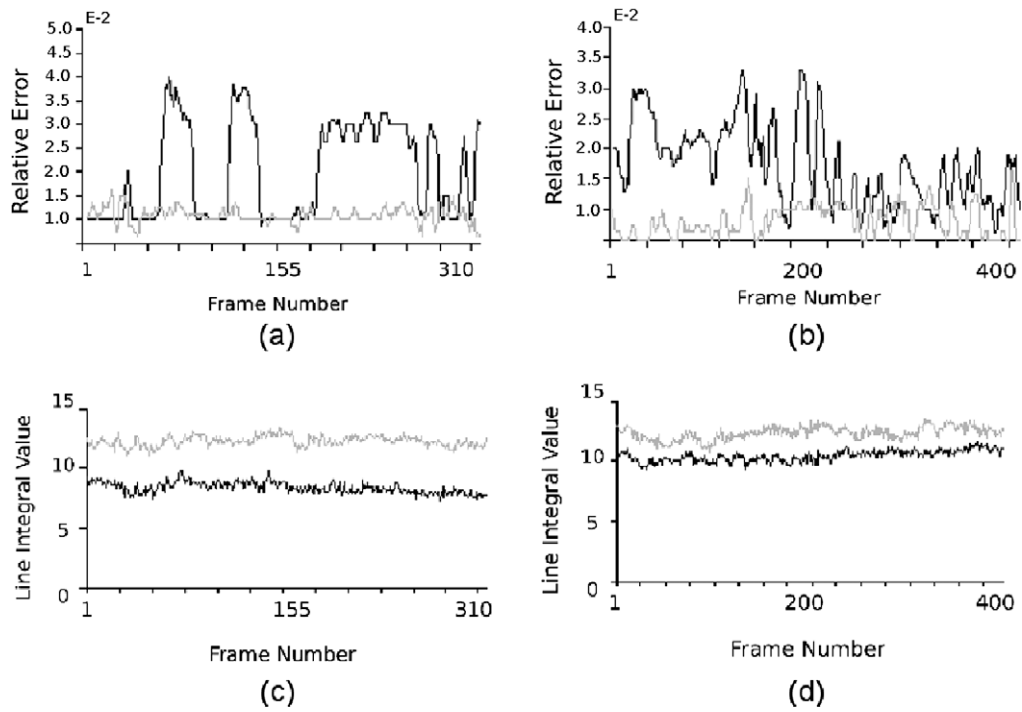 E-2
5.0
4.5
4.0
3.5
3.0
2.5
2.0
1.5
1.0
Relative Error
1 155 310
Frame Number
(a)
E-2
4.0
3.5
3.0
2.5
2.0
1.5
1.0
Relative Error
1 200 400
Frame Number
(b)
15
10
5
0
Line Integral Value
1 155 310
Frame Number
(c)
15
10
5
0
Line Integral Value
1 200 400
Frame Number
(d)